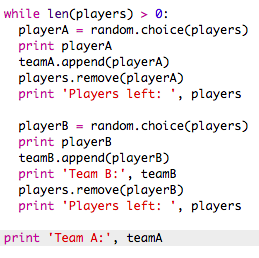 while len(players) > 0:
  playerA = random.choice(players)
  print playerA
  teamA.append(playerA)
  players.remove(playerA)
  print 'Players left: ', players

  playerB = random.choice(players)
  print playerB
  teamB.append(playerB)
  print 'Team B:', teamB
  players.remove(playerB)
  print 'Players left: ', players

print 'Team A:', teamA